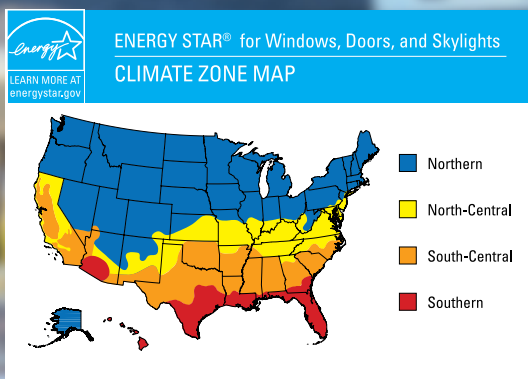 energy
LEARN MORE AT
energystar.gov
ENERGY STAR® for Windows, Doors, and Skylights
CLIMATE ZONE MAP
Northern
North-Central
South-Central
Southern